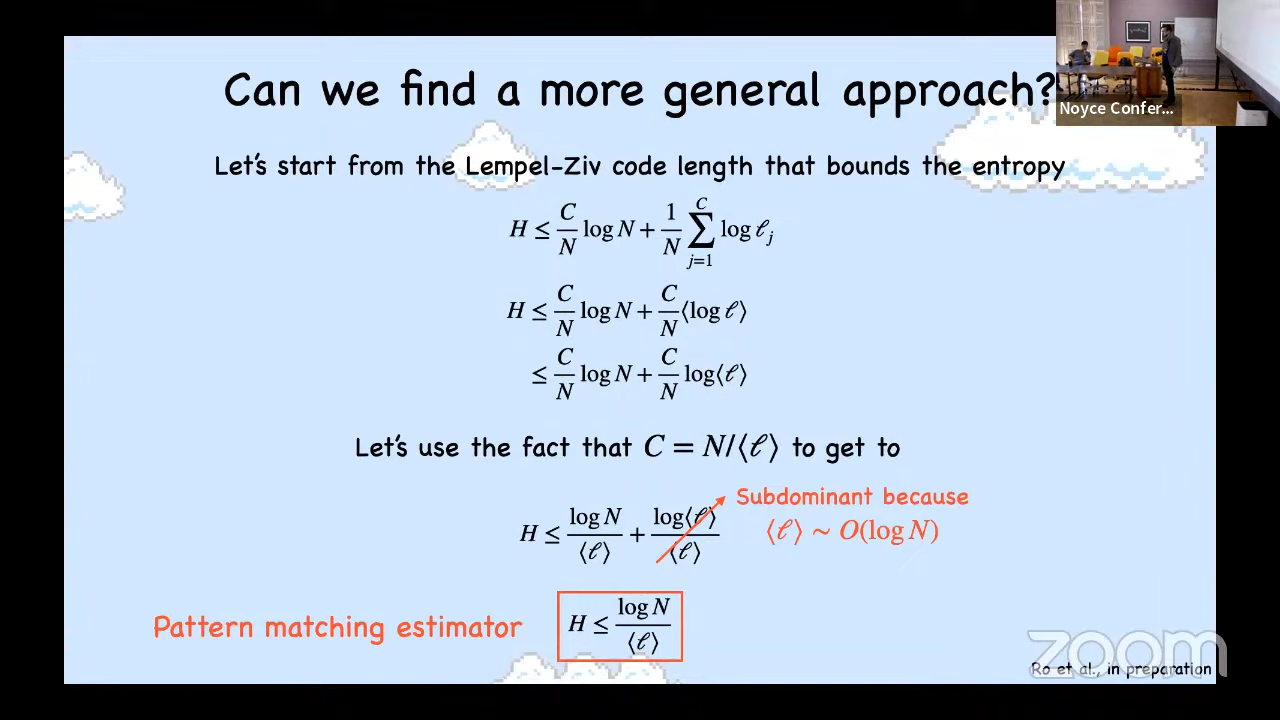 Can we find a more general approach?
Noyce Confer...
Let's start from the Lempel-Ziv code length that bounds the entropy
H ≤ C/N log N + 1/N ∑_{j=1}^{C} log ℓ_j
H ≤ C/N log N + C/N ⟨log ℓ⟩
≤ C/N log N + C/N log⟨ℓ⟩
Let's use the fact that C = N/⟨ℓ⟩ to get to
H ≤ log N/⟨ℓ⟩ + log⟨ℓ⟩/⟨ℓ⟩
Subdominant because
⟨ℓ⟩ ∼ O(log N)
Pattern matching estimator
H ≤ log N/⟨ℓ⟩
zoom
Ro et al., in preparation